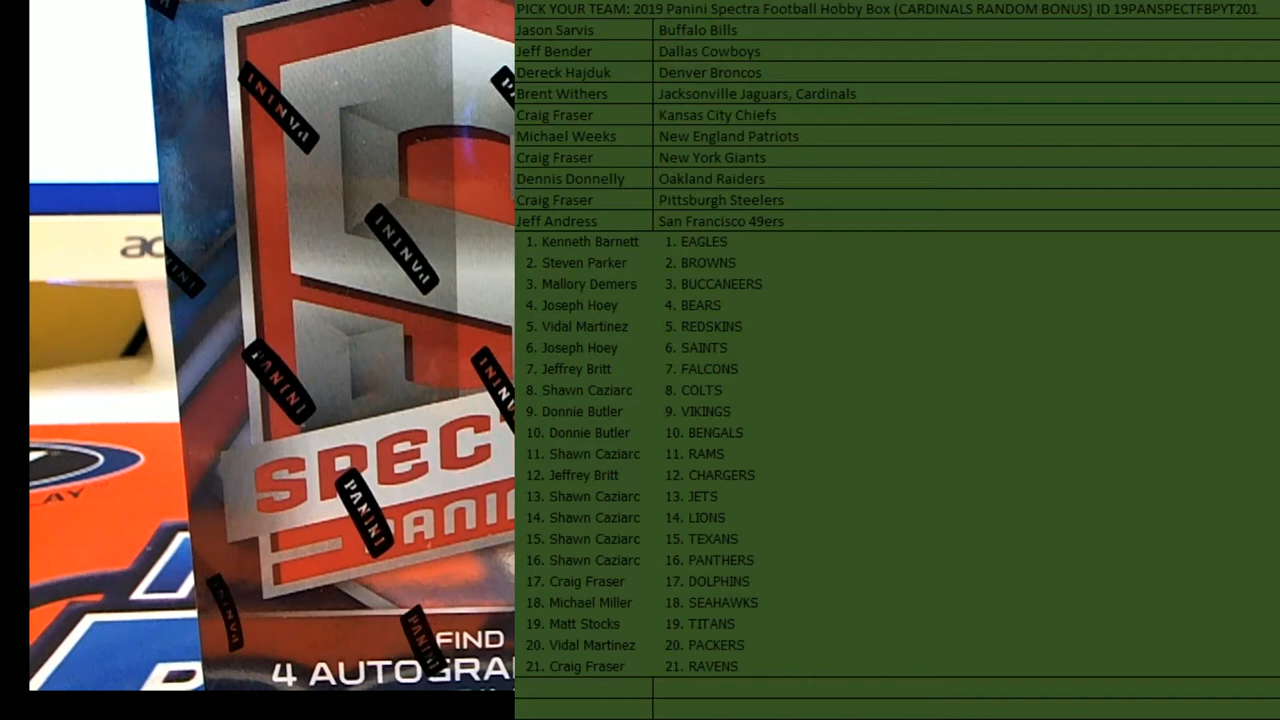 PICK YOUR TEAM: 2019 Panini Spectra Football Hobby Box (CARDINALS RANDOM BONUS) ID 19PANSPECTFBPYT201
Jason Sarvis Buffalo Bills
Jeff Bender Dallas Cowboys
Dereck Hajduk Denver Broncos
Brent Withers Jacksonville Jaguars, Cardinals
Craig Fraser Kansas City Chiefs
Michael Weeks New England Patriots
Craig Fraser New York Giants
Dennis Donnelly Oakland Raiders
Craig Fraser Pittsburgh Steelers
Jeff Andress San Francisco 49ers
1. Kenneth Barnett 1. EAGLES
2. Steven Parker 2. BROWNS
3. Mallory Demers 3. BUCCANEERS
4. Joseph Hoey 4. BEARS
5. Vidal Martinez 5. REDSKINS
6. Joseph Hoey 6. SAINTS
7. Jeffrey Britt 7. FALCONS
8. Shawn Caziarc 8. COLTS
9. Donnie Butler 9. VIKINGS
10. Donnie Butler 10. BENGALS
11. Shawn Caziarc 11. RAMS
12. Jeffrey Britt 12. CHARGERS
13. Shawn Caziarc 13. JETS
14. Shawn Caziarc 14. LIONS
15. Shawn Caziarc 15. TEXANS
16. Shawn Caziarc 16. PANTHERS
17. Craig Fraser 17. DOLPHINS
18. Michael Miller 18. SEAHAWKS
19. Matt Stocks 19. TITANS
20. Vidal Martinez 20. PACKERS
21. Craig Fraser 21. RAVENS
PANINI
PANINI
PANINI
PANINI
PANINI
PANINI
SPECT
PANIN
FIND
4 AUTOGRA